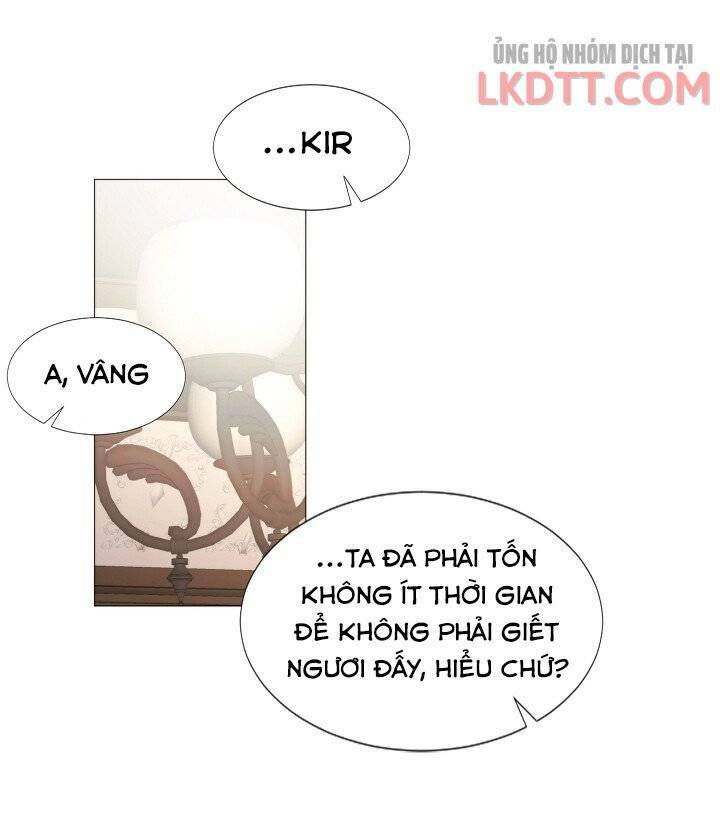 ỦNG HỘ NHÓM DỊCH TẠI
LKDTT.COM
...KIR
A, VÂNG
...TA ĐÃ PHẢI TỐN
KHÔNG ÍT THỜI GIAN
ĐỂ KHÔNG PHẢI GIẾT
NGƯƠI ĐẤY, HIỂU CHỨ?